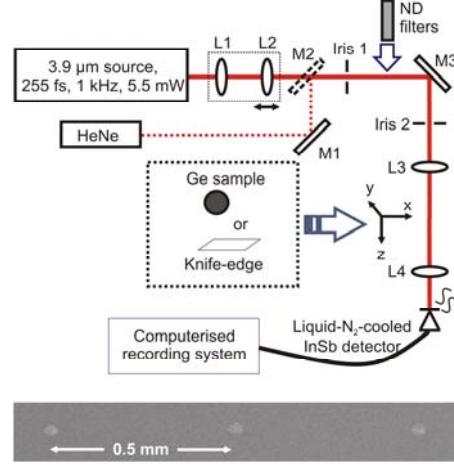 ND
filters
L1
L2
M2
Iris 1
M3
3.9 µm source,
255 fs, 1 kHz, 5.5 mW
HeNe
M1
Iris 2
L3
Ge sample
or
Knife-edge
y
x
z
L4
Computerised
recording system
Liquid-N₂-cooled
InSb detector
0.5 mm